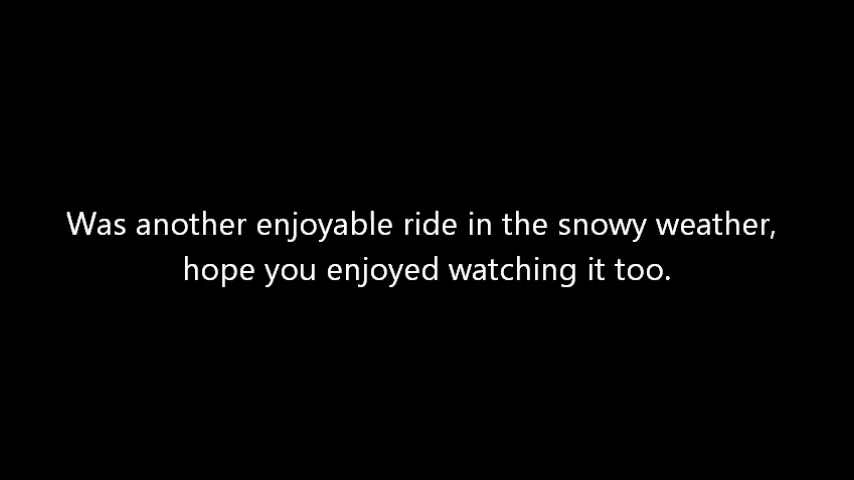 Was another enjoyable ride in the snowy weather,
hope you enjoyed watching it too.